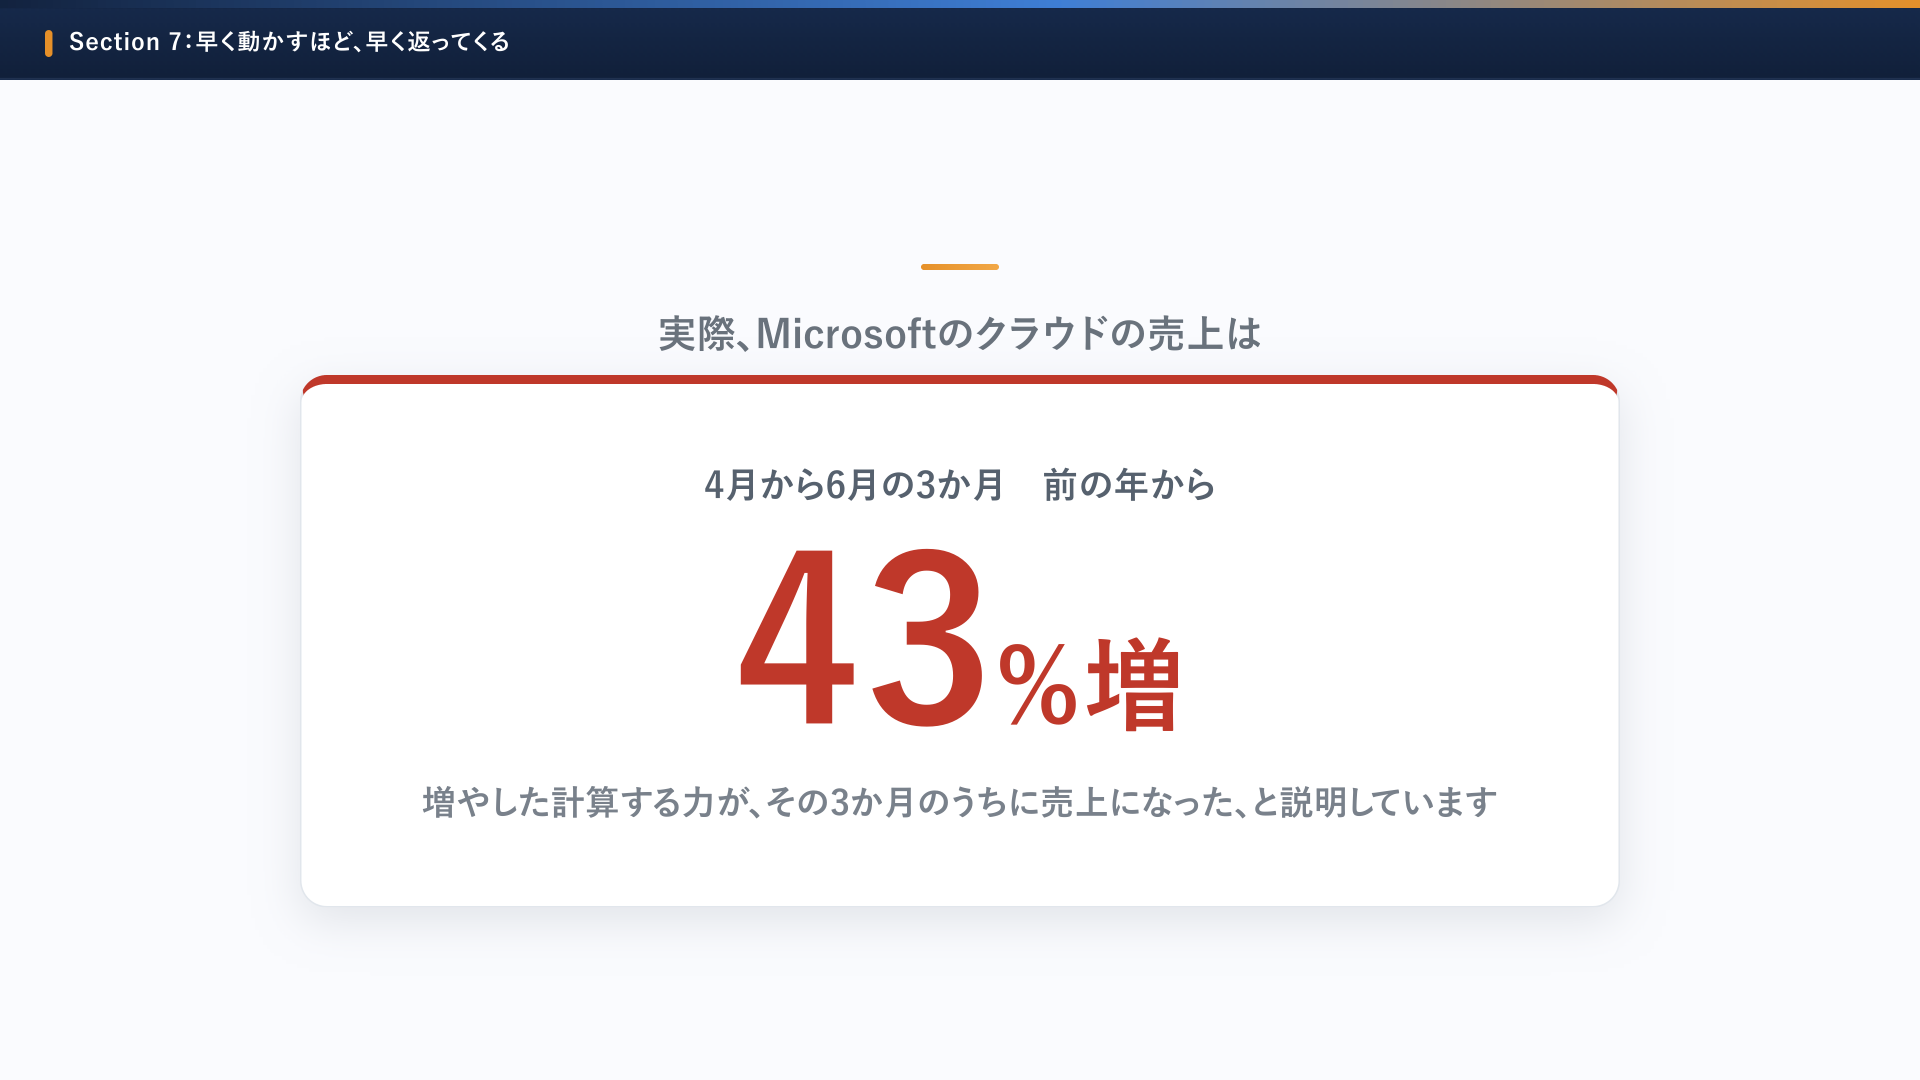 Section 7：早く動かすほど、早く返ってくる
実際、Microsoftのクラウドの売上は
4月から6月の3か月　前の年から
43%増
増やした計算する力が、その3か月のうちに売上になった、と説明しています